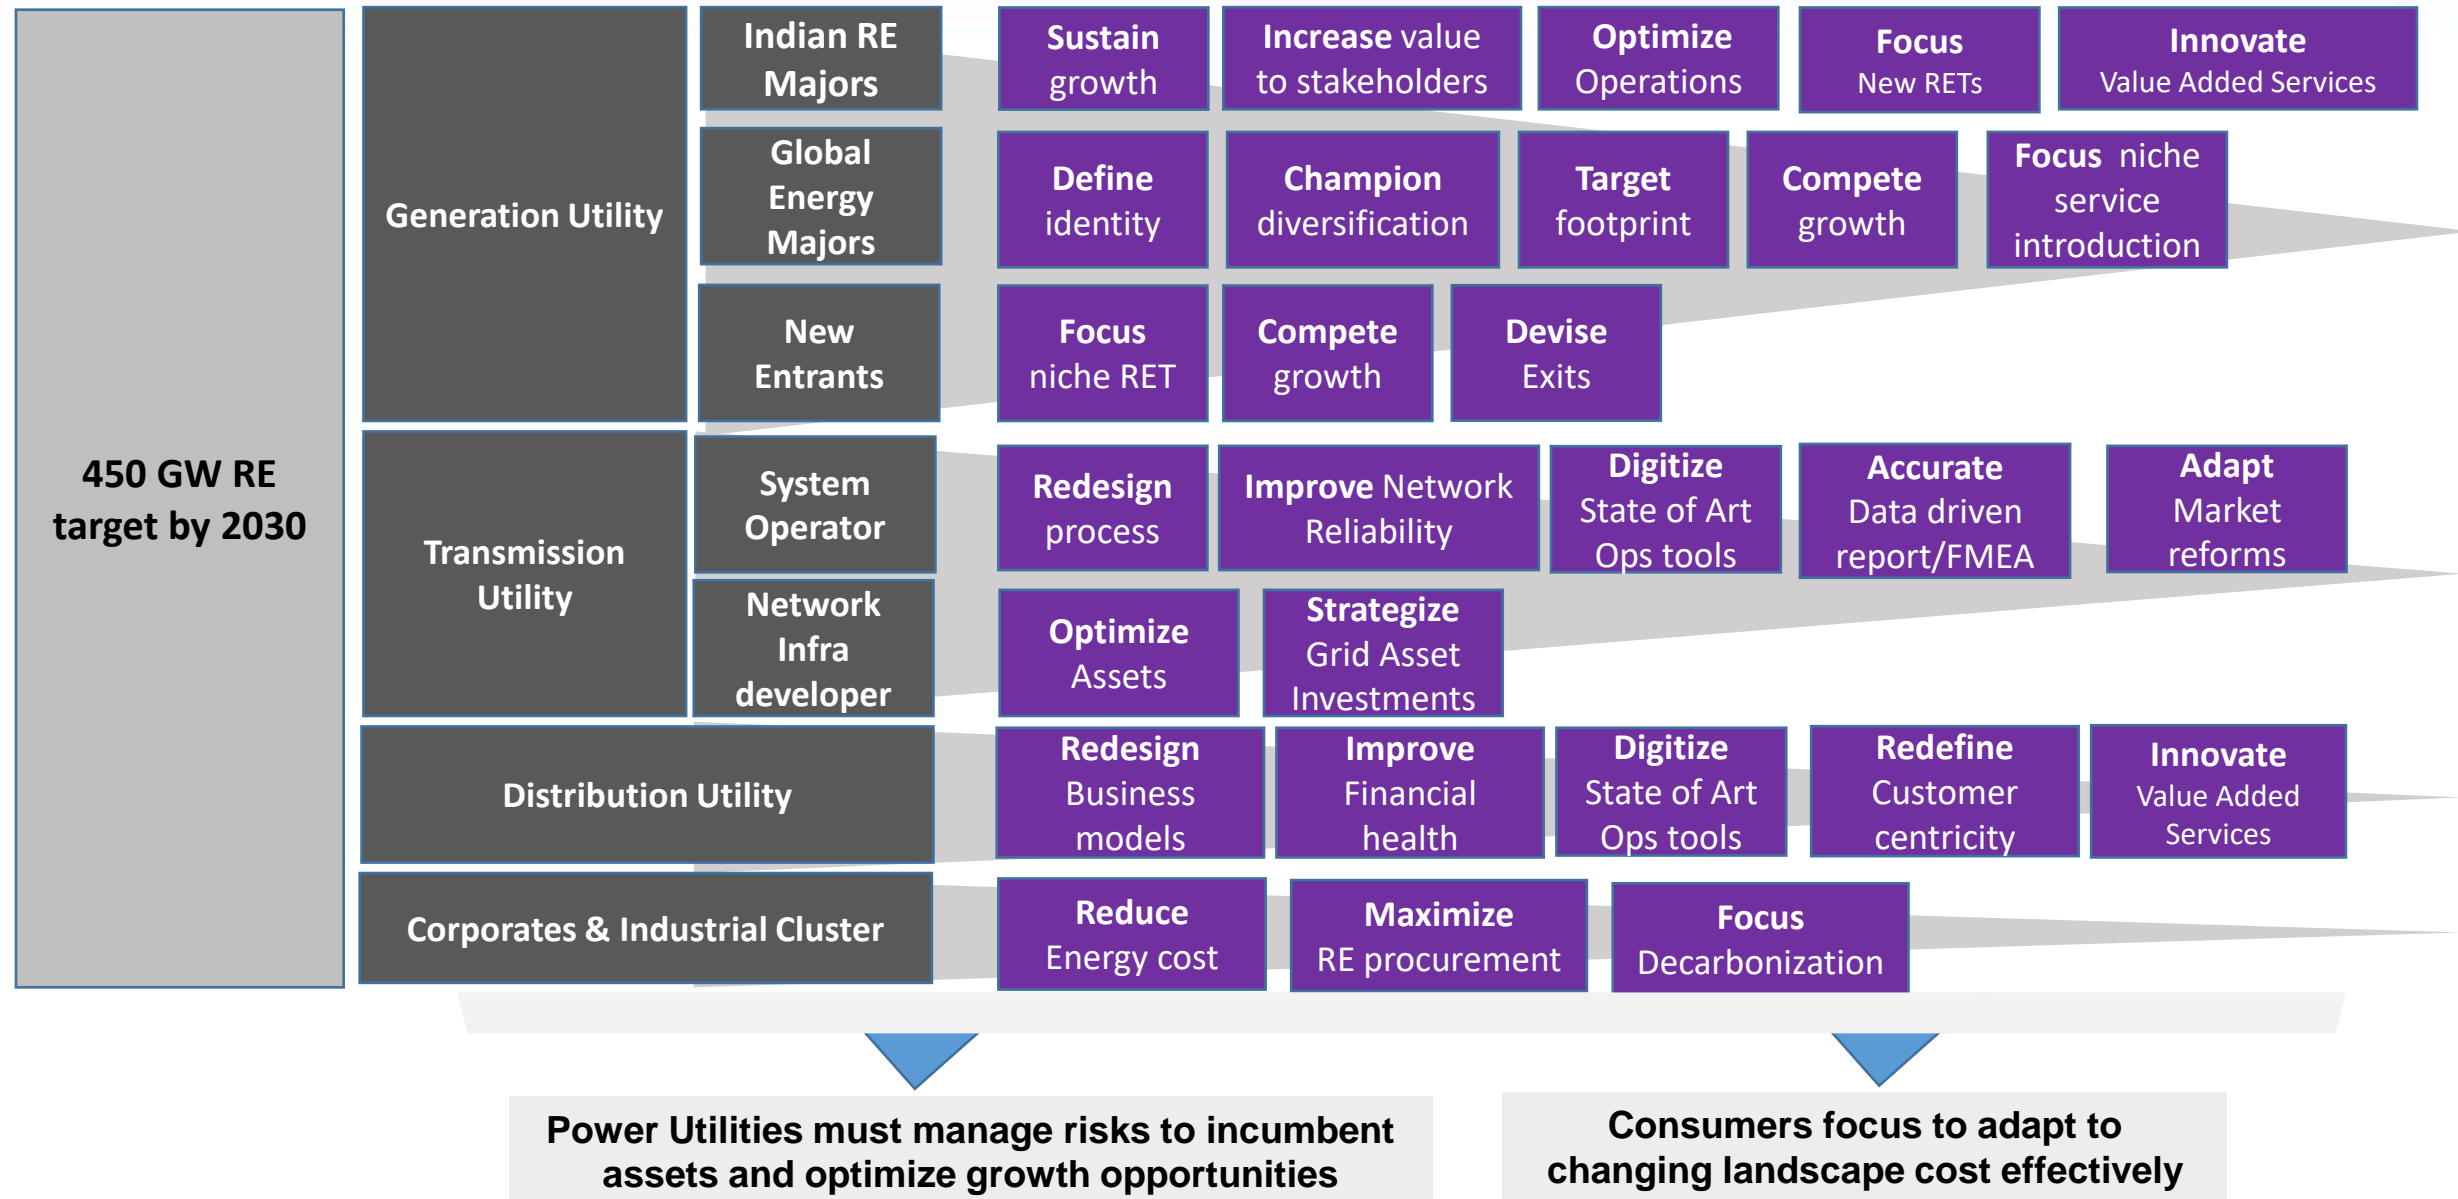 450 GW RE
target by 2030
Generation Utility
Indian RE
Majors
Sustain
growth
Increase value
to stakeholders
Optimize
Operations
Focus
New RETs
Innovate
Value Added Services
Global
Energy
Majors
Define
identity
Champion
diversification
Target
footprint
Compete
growth
Focus niche
service
introduction
New
Entrants
Focus
niche RET
Compete
growth
Devise
Exits
Transmission
Utility
System
Operator
Redesign
process
Improve Network
Reliability
Digitize
State of Art
Ops tools
Accurate
Data driven
report/FMEA
Adapt
Market
reforms
Network
Infra
developer
Optimize
Assets
Strategize
Grid Asset
Investments
Distribution Utility
Redesign
Business
models
Improve
Financial
health
Digitize
State of Art
Ops tools
Redefine
Customer
centricity
Innovate
Value Added
Services
Corporates & Industrial Cluster
Reduce
Energy cost
Maximize
RE procurement
Focus
Decarbonization
Power Utilities must manage risks to incumbent
assets and optimize growth opportunities
Consumers focus to adapt to
changing landscape cost effectively